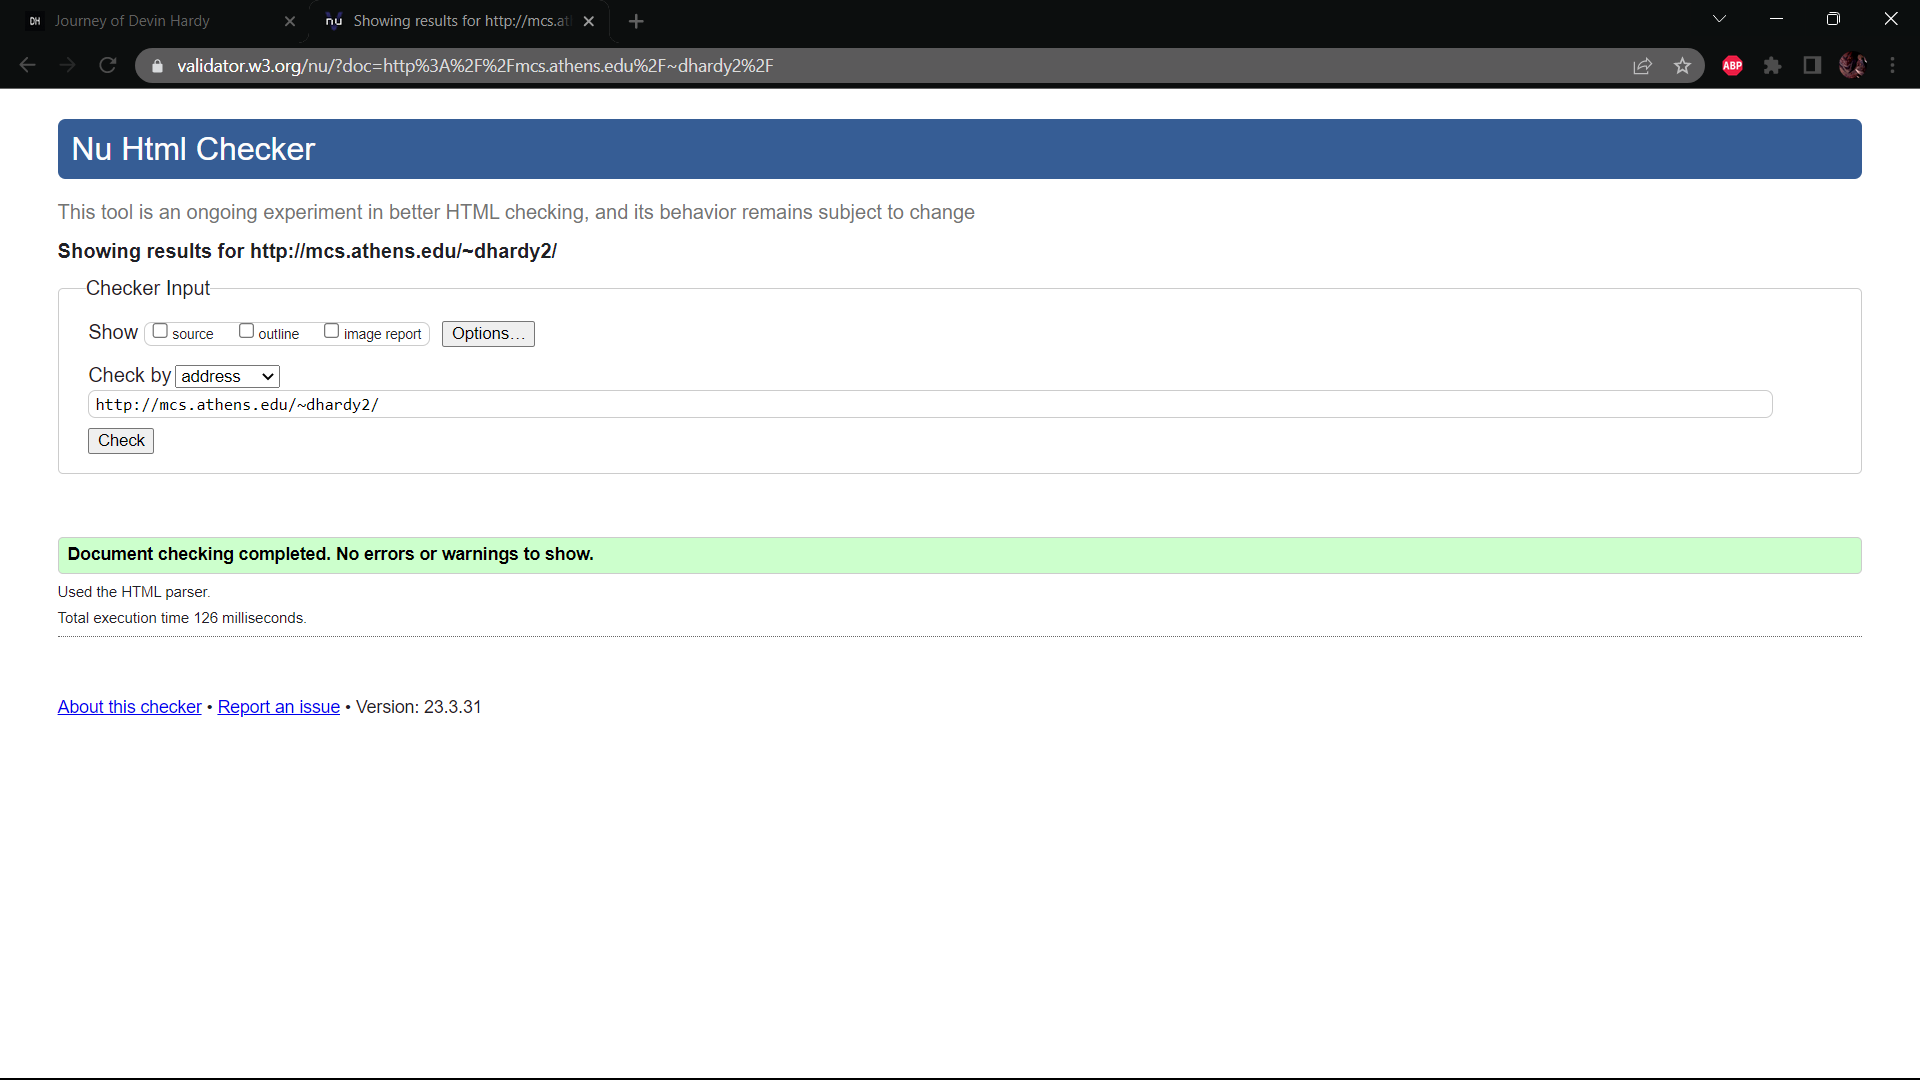 DH Journey of Devin Hardy
nu Showing results for http://mcs.at
validator.w3.org/nu/?doc=http%3A%2F%2Fmcs.athens.edu%2F~dhardy2%2F
ABP
Nu Html Checker
This tool is an ongoing experiment in better HTML checking, and its behavior remains subject to change
Showing results for http://mcs.athens.edu/~dhardy2/
Checker Input
Show source outline image report Options…
Check by address
http://mcs.athens.edu/~dhardy2/
Check
Document checking completed. No errors or warnings to show.
Used the HTML parser.
Total execution time 126 milliseconds.
About this checker • Report an issue • Version: 23.3.31